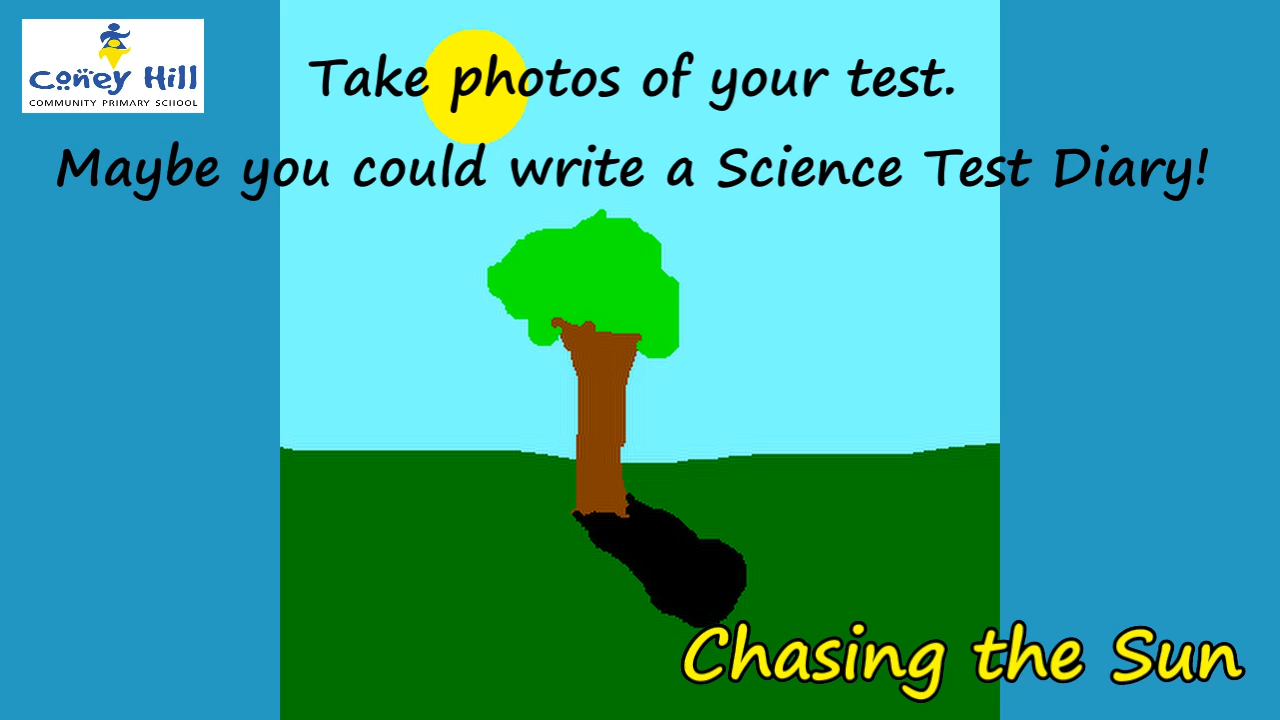 Coney Hill
COMMUNITY PRIMARY SCHOOL
Take photos of your test.
Maybe you could write a Science Test Diary!
Chasing the Sun